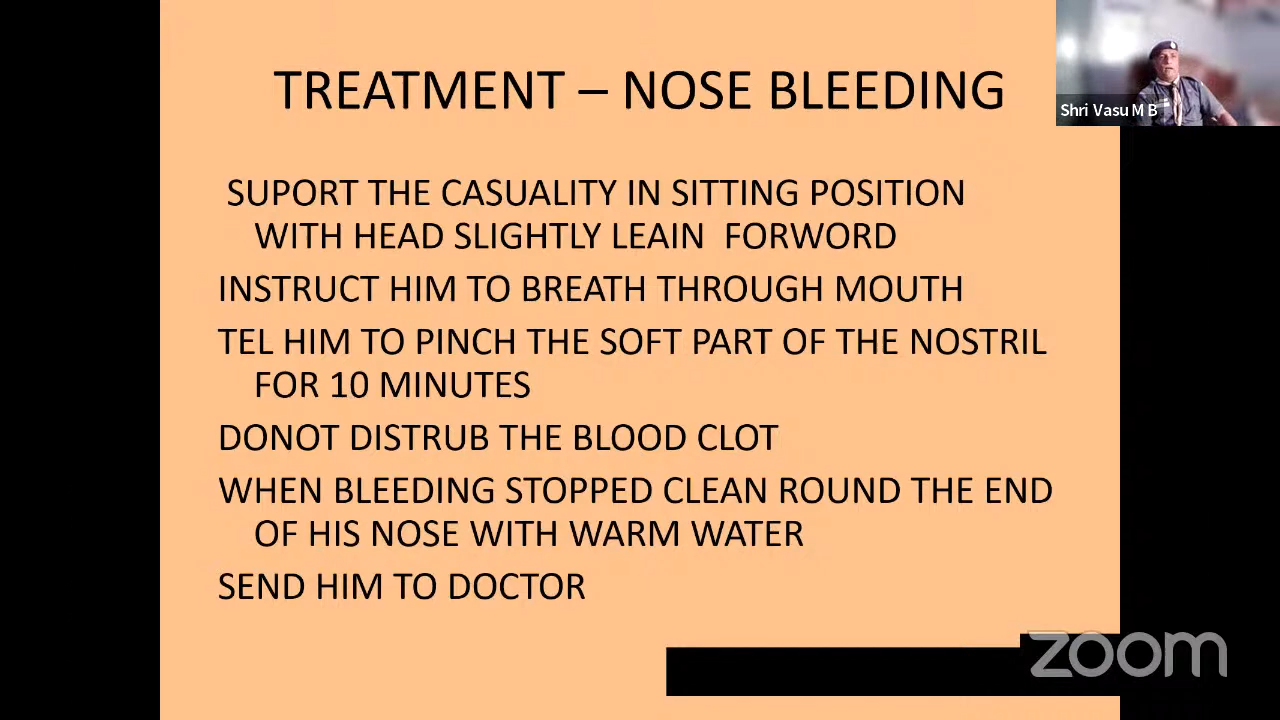 TREATMENT – NOSE BLEEDING
Shri Vasu M B
SUPORT THE CASUALITY IN SITTING POSITION
WITH HEAD SLIGHTLY LEAIN FORWORD
INSTRUCT HIM TO BREATH THROUGH MOUTH
TEL HIM TO PINCH THE SOFT PART OF THE NOSTRIL
FOR 10 MINUTES
DONOT DISTRUB THE BLOOD CLOT
WHEN BLEEDING STOPPED CLEAN ROUND THE END
OF HIS NOSE WITH WARM WATER
SEND HIM TO DOCTOR
zoom